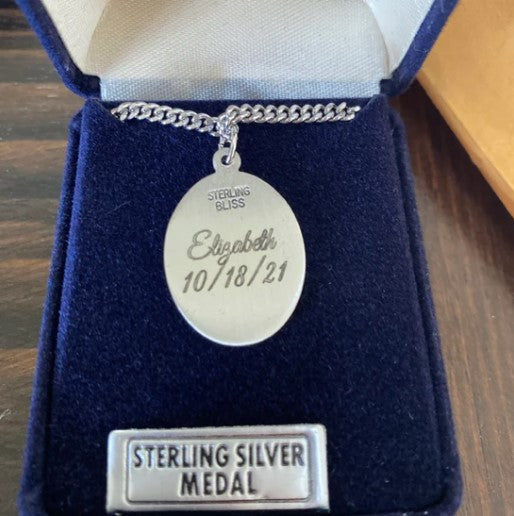 STERLING
BLISS
Elizabeth
10/18/21
STERLING SILVER
MEDAL